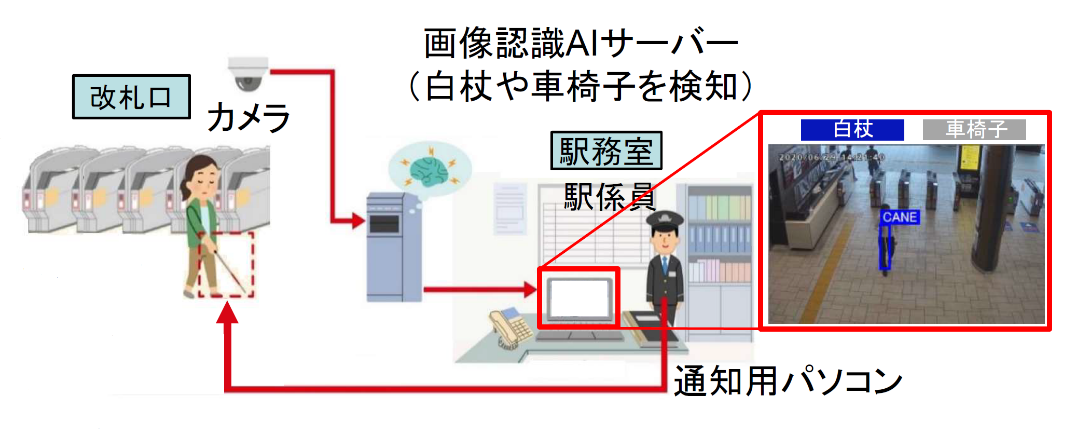 画像認識AIサーバー
（白杖や車椅子を検知）
改札口
カメラ
駅務室
駅係員
白杖
車椅子
CANE
通知用パソコン